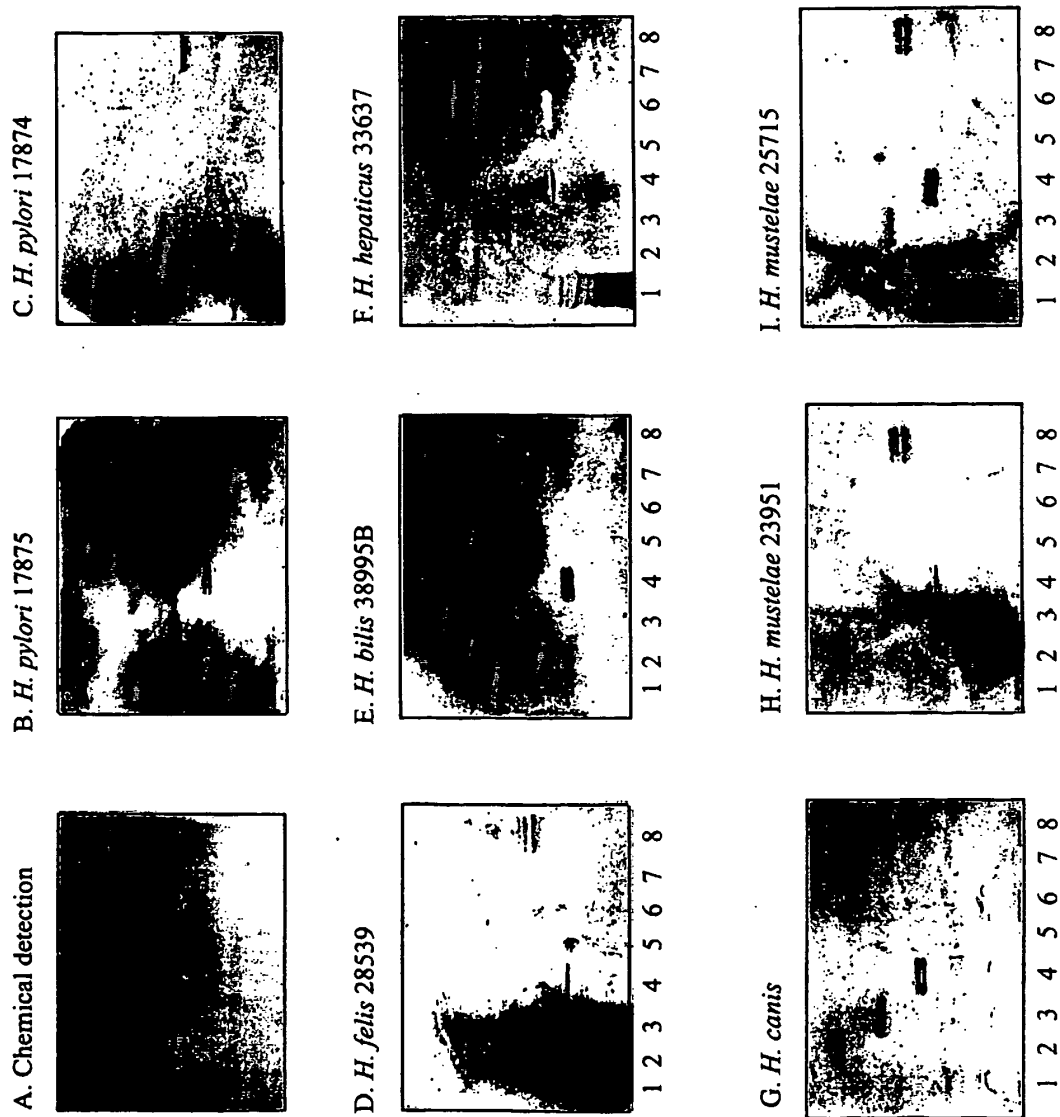 A. Chemical detection
B. H. pylori 17875
C. H. pylori 17874
D. H. felis 28539
E. H. bilis 38995B
F. H. hepaticus 33637
1 2 3 4 5 6 7 8
1 2 3 4 5 6 7 8
1 2 3 4 5 6 7 8
G. H. canis
H. H. mustelae 23951
I. H. mustelae 25715
1 2 3 4 5 6 7 8
1 2 3 4 5 6 7 8
1 2 3 4 5 6 7 8